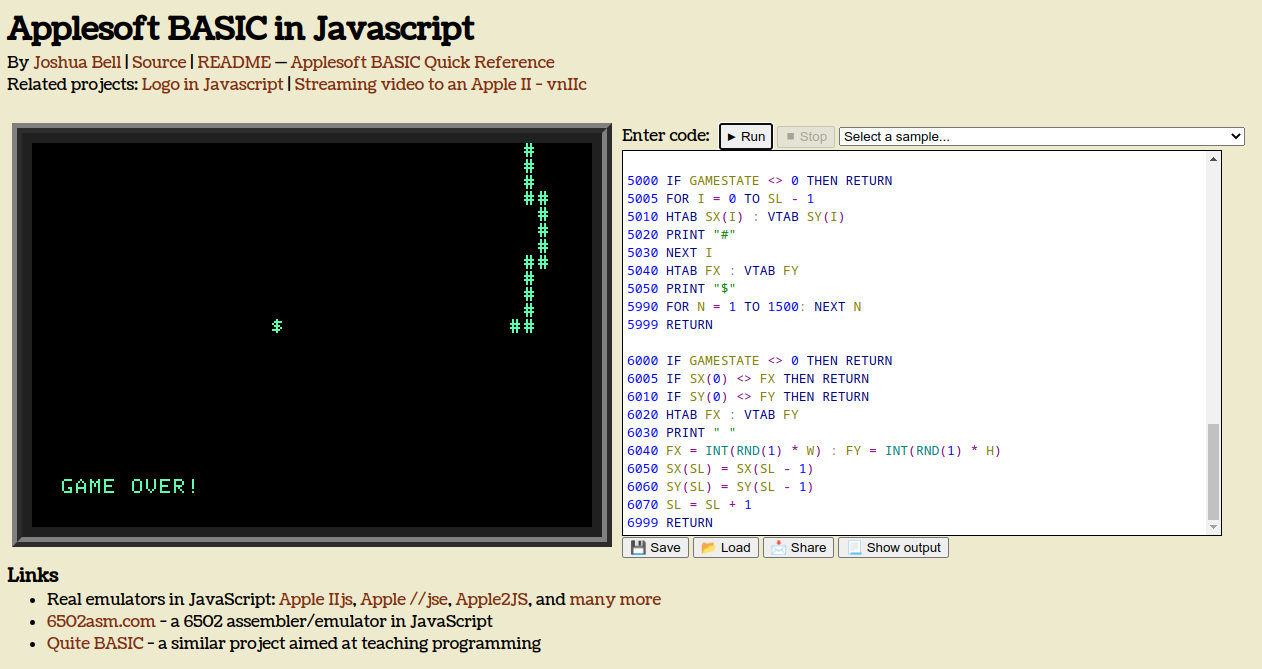 Applesoft BASIC in Javascript
By Joshua Bell | Source | README — Applesoft BASIC Quick Reference
Related projects: Logo in Javascript | Streaming video to an Apple II - vnIIc
#
#
#
##
#
#
#
##
#
#
#
$ ##
GAME OVER!
Enter code: ► Run ■ Stop Select a sample...
5000 IF GAMESTATE <> 0 THEN RETURN
5005 FOR I = 0 TO SL - 1
5010 HTAB SX(I) : VTAB SY(I)
5020 PRINT "#"
5030 NEXT I
5040 HTAB FX : VTAB FY
5050 PRINT "$"
5990 FOR N = 1 TO 1500: NEXT N
5999 RETURN
6000 IF GAMESTATE <> 0 THEN RETURN
6005 IF SX(0) <> FX THEN RETURN
6010 IF SY(0) <> FY THEN RETURN
6020 HTAB FX : VTAB FY
6030 PRINT " "
6040 FX = INT(RND(1) * W) : FY = INT(RND(1) * H)
6050 SX(SL) = SX(SL - 1)
6060 SY(SL) = SY(SL - 1)
6070 SL = SL + 1
6999 RETURN
💾 Save 📂 Load 📩 Share 📃 Show output
Links
• Real emulators in JavaScript: Apple IIjs, Apple //jse, Apple2JS, and many more
• 6502asm.com - a 6502 assembler/emulator in JavaScript
• Quite BASIC - a similar project aimed at teaching programming